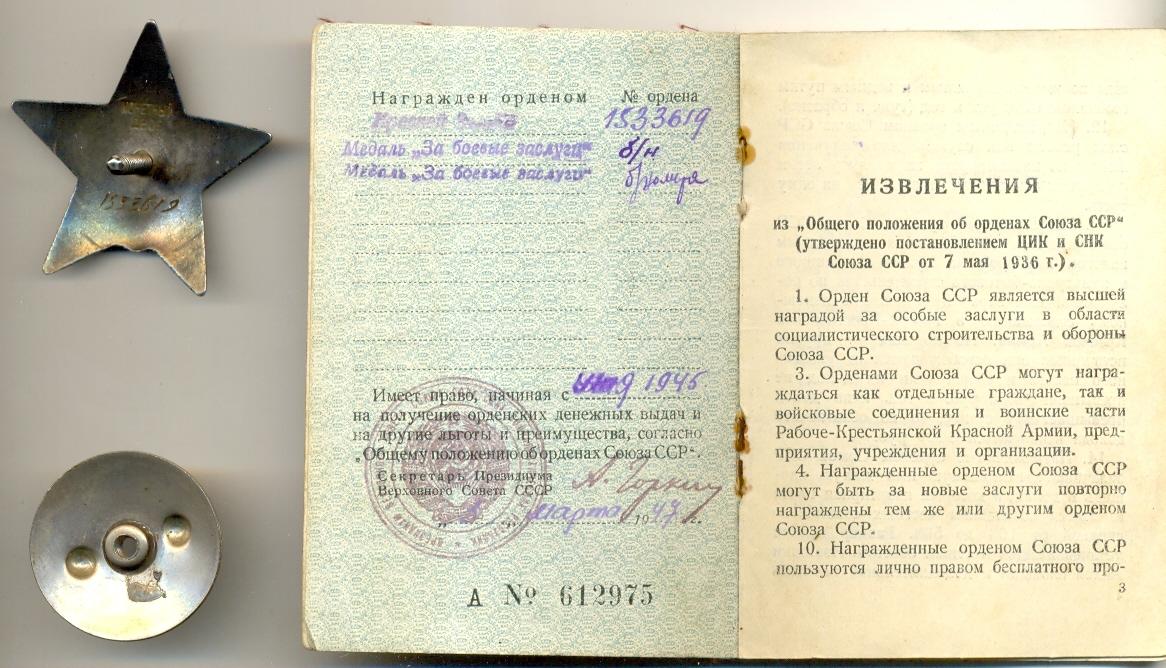 1533619
Награжден орденом № ордена
Красной Звезды 1533619
Медаль „За боевые заслуги“ б/н
Медаль „За боевые заслуги“ б/номера
Имеет право, начиная с 1945
на получение орденских денежных выдач и
на другие льготы и преимущества, согласно
„Общему положению об орденах Союза ССР“.
Секретарь Президиума
Верховного Совета СССР А. Горкин
марта 1947 г.
А № 612975
ИЗВЛЕЧЕНИЯ
из „Общего положения об орденах Союза ССР“
(утверждено постановлением ЦИК и СНК
Союза ССР от 7 мая 1936 г.).
1. Орден Союза ССР является высшей
наградой за особые заслуги в области
социалистического строительства и обороны
Союза ССР.
3. Орденами Союза ССР могут награ-
ждаться как отдельные граждане, так и
войсковые соединения и воинские части
Рабоче-Крестьянской Красной Армии, пред-
приятия, учреждения и организации.
4. Награжденные орденом Союза ССР
могут быть за новые заслуги повторно
награждены тем же или другим орденом
Союза ССР.
10. Награжденные орденом Союза ССР
пользуются лично правом бесплатного про-
3